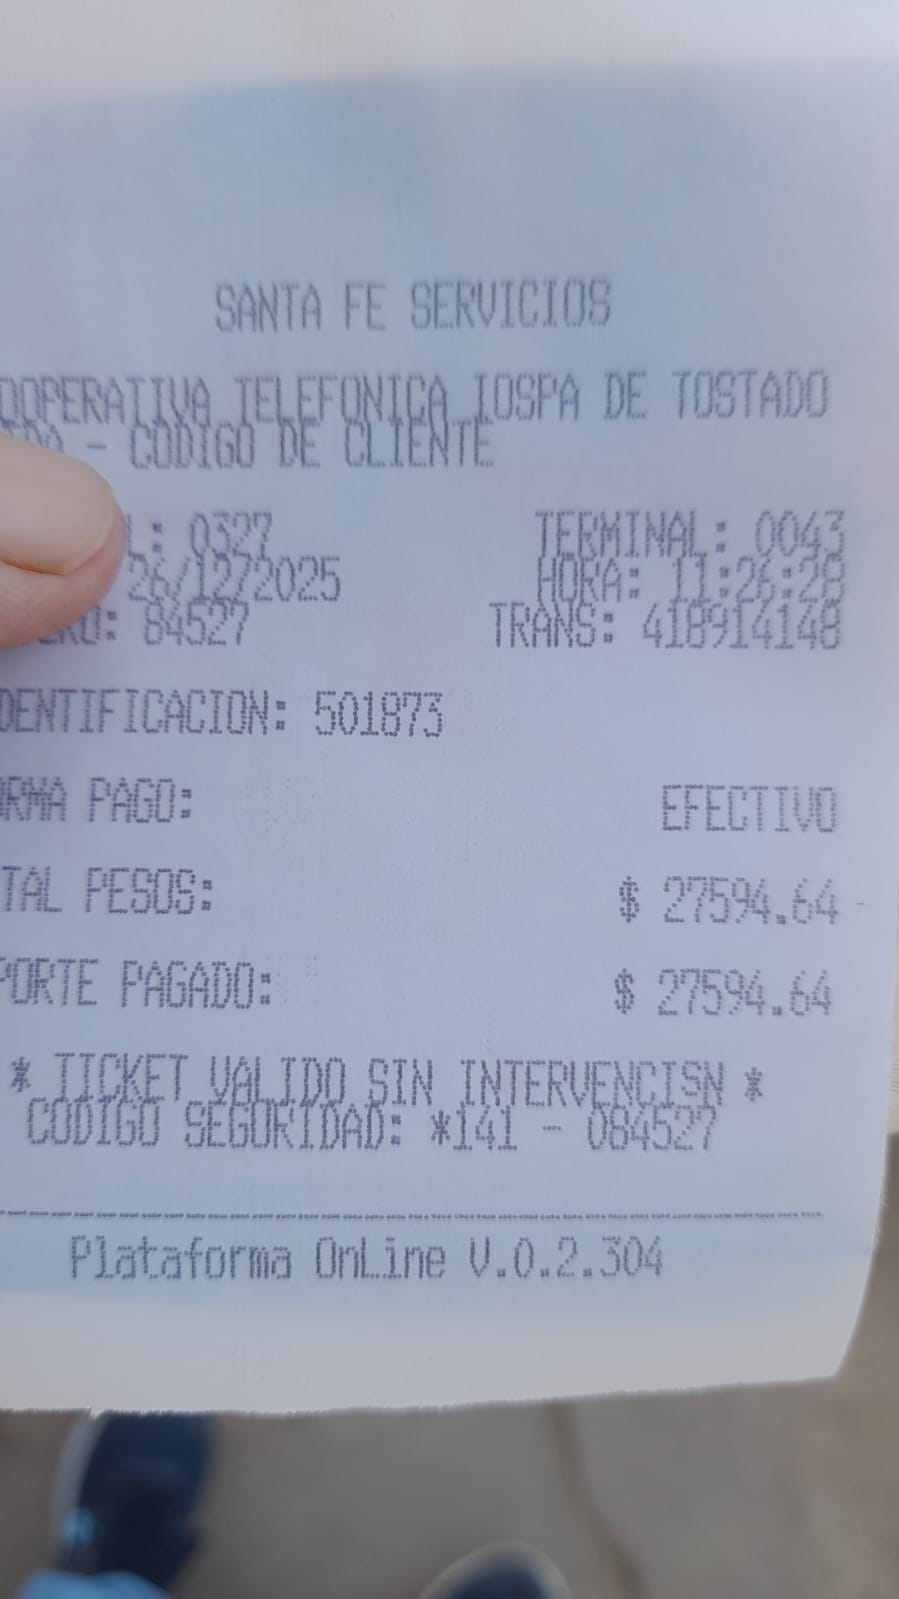 SANTA FE SERVICIOS
OOPERATIVA TELEFONICA IOSPA DE TOSTADO
- CODIGO DE CLIENTE
L: 0327 TERMINAL: 0043
26/12/2025 HORA: 11:26:28
RO: 84527 TRANS: 418914148
DENTIFICACION: 501873
ORMA PAGO: EFECTIVO
TAL PESOS: $ 27594.64
PORTE PAGADO: $ 27594.64
* TICKET VALIDO SIN INTERVENCISN *
CODIGO SEGURIDAD: *141 - 084527
Plataforma OnLine V.0.2.304